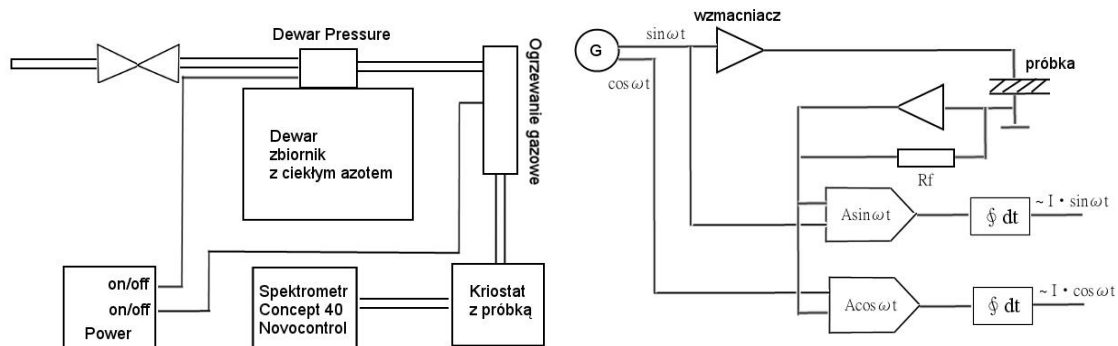 Dewar Pressure
Ogrzewanie gazowe
Dewar
zbiornik
z ciekłym azotem
on/off
on/off
Power
Spektrometr
Concept 40
Novocontrol
Kriostat
z próbką
wzmacniacz
G
sinωt
cosωt
próbka
Rf
Asinωt
∮ dt
~ I · sinωt
Acosωt
∮ dt
~ I · cosωt